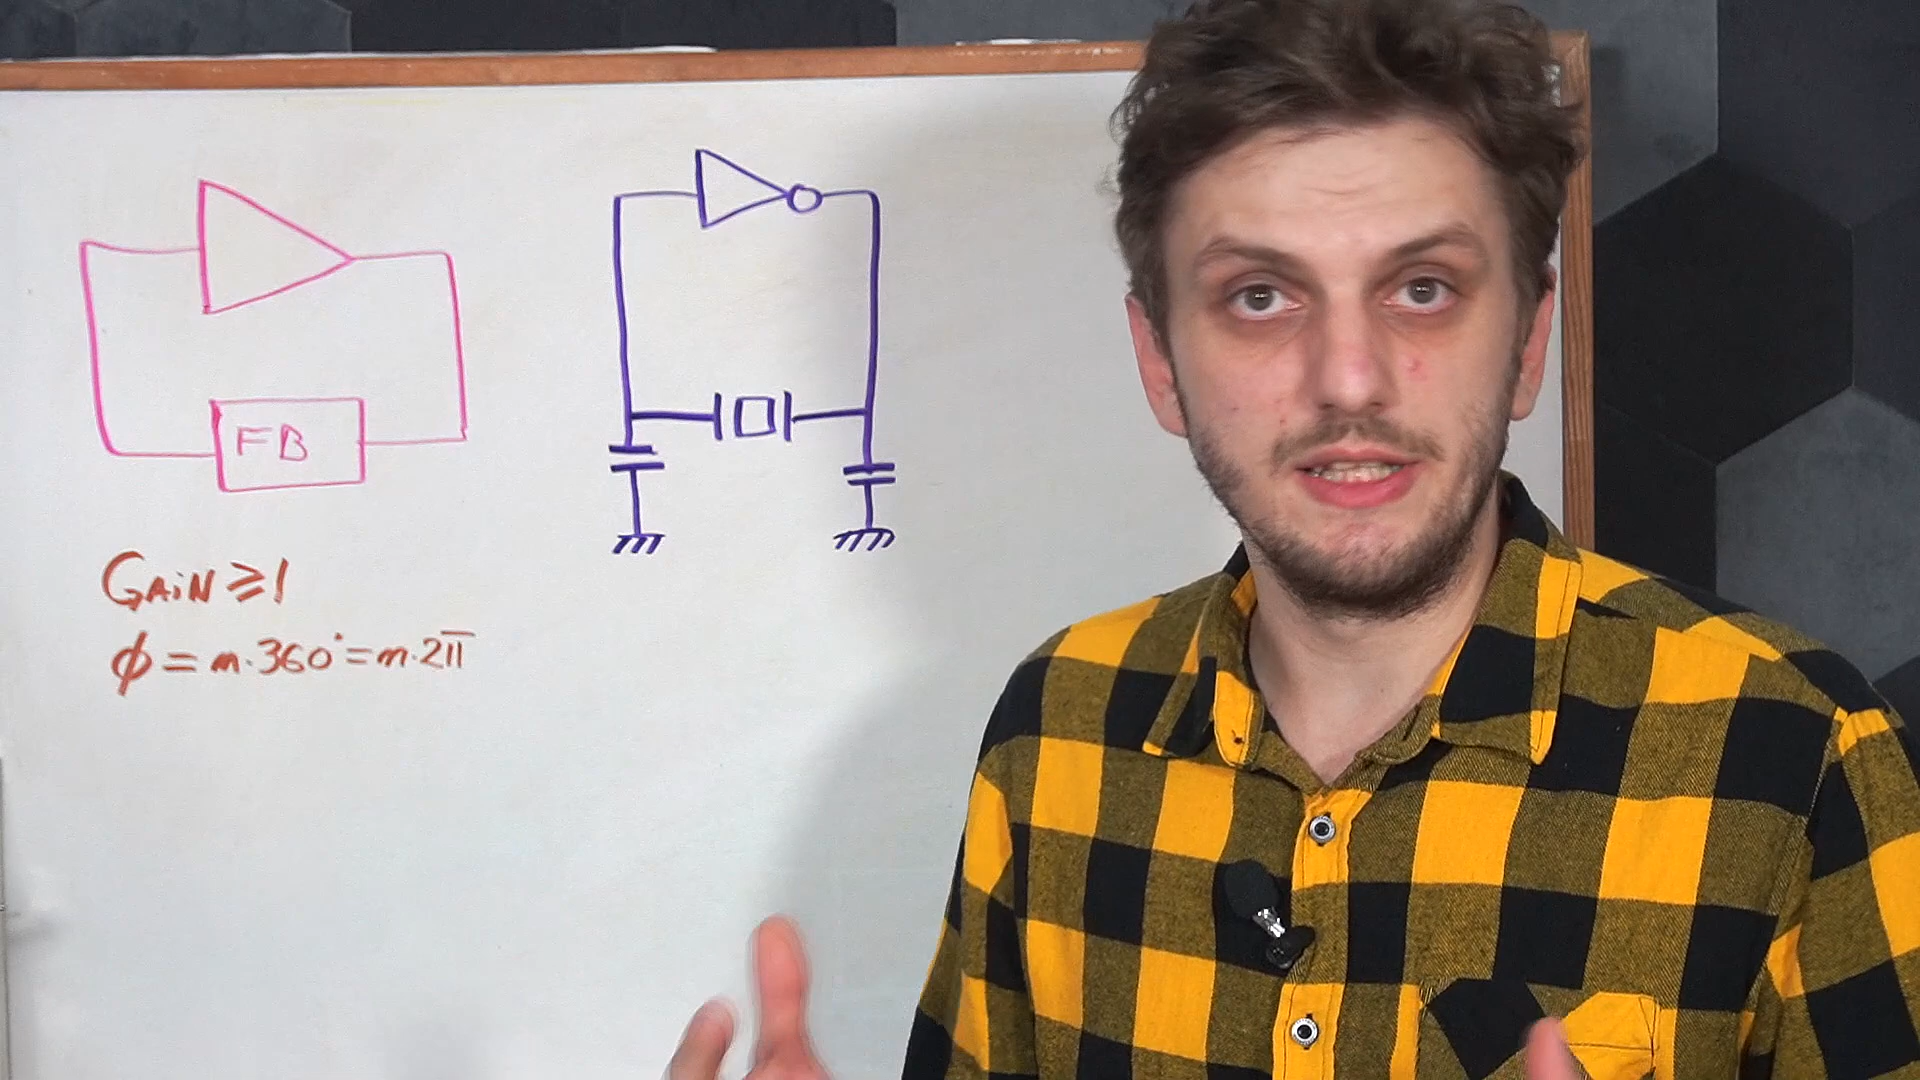 FB
GAiN ≥ 1
ϕ = m·360° = m·2π